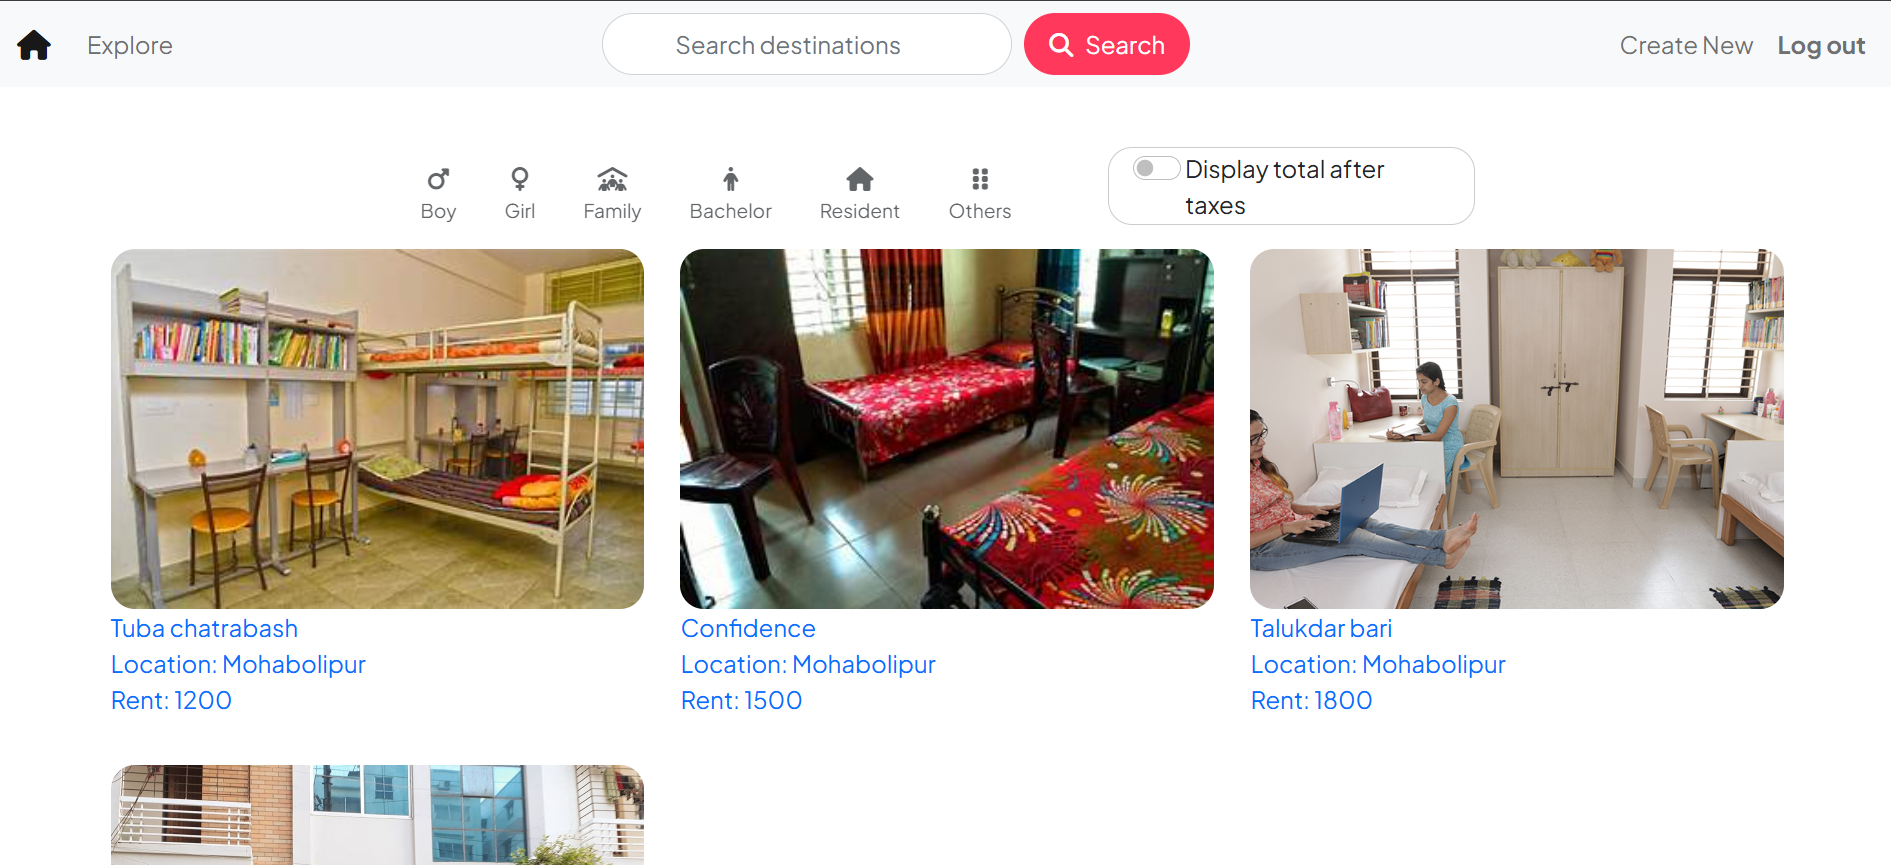 Explore
Search destinations
Search
Create New
Log out
Boy
Girl
Family
Bachelor
Resident
Others
Display total after
taxes
Tuba chatrabash
Location: Mohabolipur
Rent: 1200
Confidence
Location: Mohabolipur
Rent: 1500
Talukdar bari
Location: Mohabolipur
Rent: 1800